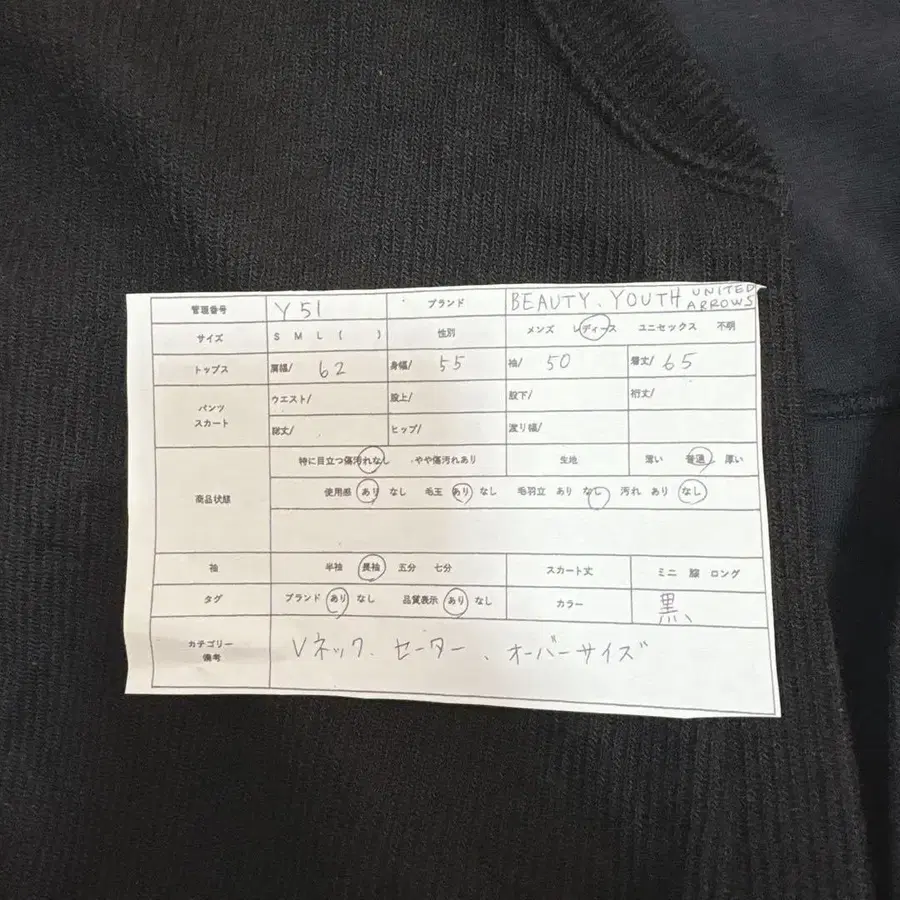 管理番号 Y 51 ブランド BEAUTY、YOUTH UNITED ARROWS
サイズ S M L ( ) 性別 メンズ レディース ユニセックス 不明
トップス 肩幅/ 62 身幅/ 55 袖/ 50 着丈/ 65
パンツ スカート ウエスト/ 股上/ 股下/ 裄丈/
総丈/ ヒップ/ 渡り幅/
特に目立つ傷汚れなし やや傷汚れあり 生地 薄い 普通 厚い
商品状態 使用感 あり なし 毛玉 あり なし 毛羽立 あり なし 汚れ あり なし
袖 半袖 長袖 五分 七分 スカート丈 ミニ 膝 ロング
タグ ブランド あり なし 品質表示 あり なし カラー 黒、
カテゴリー 備考 Vネック、セーター、オーバーサイズ